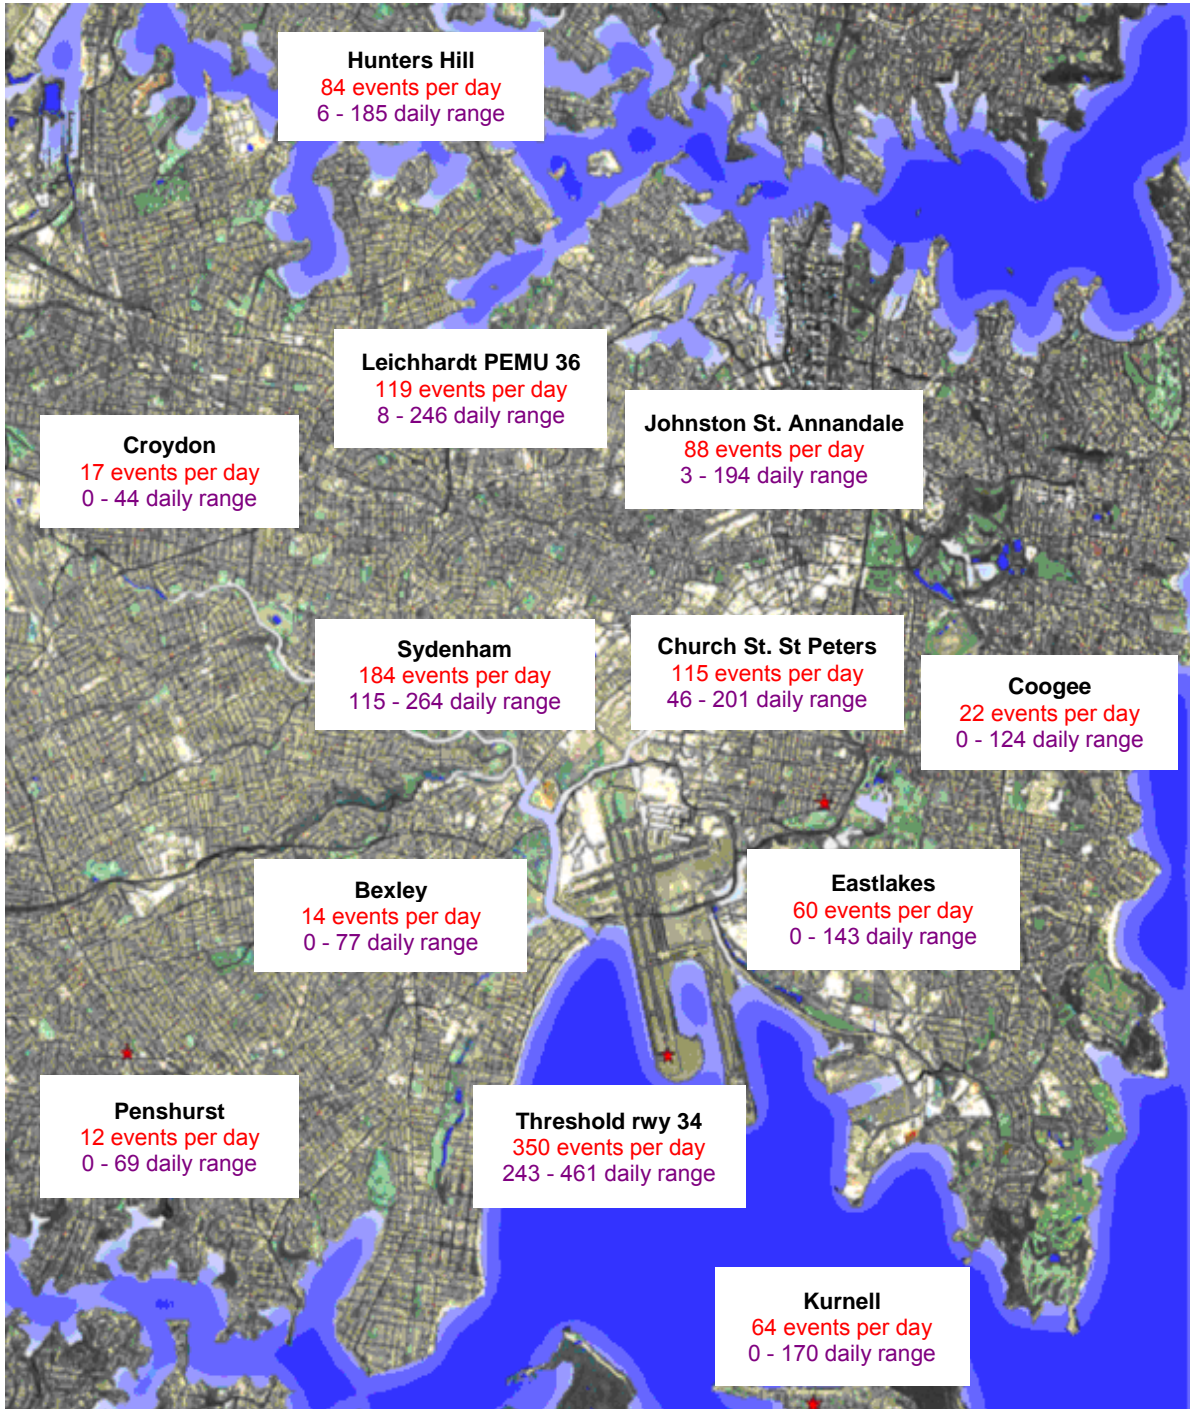 Hunters Hill
84 events per day
6 - 185 daily range
Leichhardt PEMU 36
119 events per day
8 - 246 daily range
Johnston St. Annandale
88 events per day
3 - 194 daily range
Croydon
17 events per day
0 - 44 daily range
Sydenham
184 events per day
115 - 264 daily range
Church St. St Peters
115 events per day
46 - 201 daily range
Coogee
22 events per day
0 - 124 daily range
Bexley
14 events per day
0 - 77 daily range
Eastlakes
60 events per day
0 - 143 daily range
Penshurst
12 events per day
0 - 69 daily range
Threshold rwy 34
350 events per day
243 - 461 daily range
Kurnell
64 events per day
0 - 170 daily range